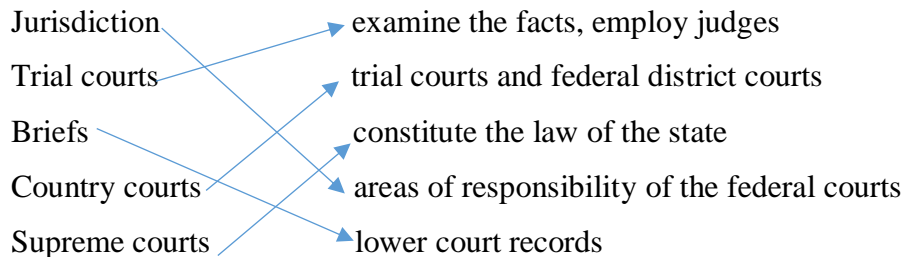 Jurisdiction examine the facts, employ judges
Trial courts trial courts and federal district courts
Briefs constitute the law of the state
Country courts areas of responsibility of the federal courts
Supreme courts lower court records